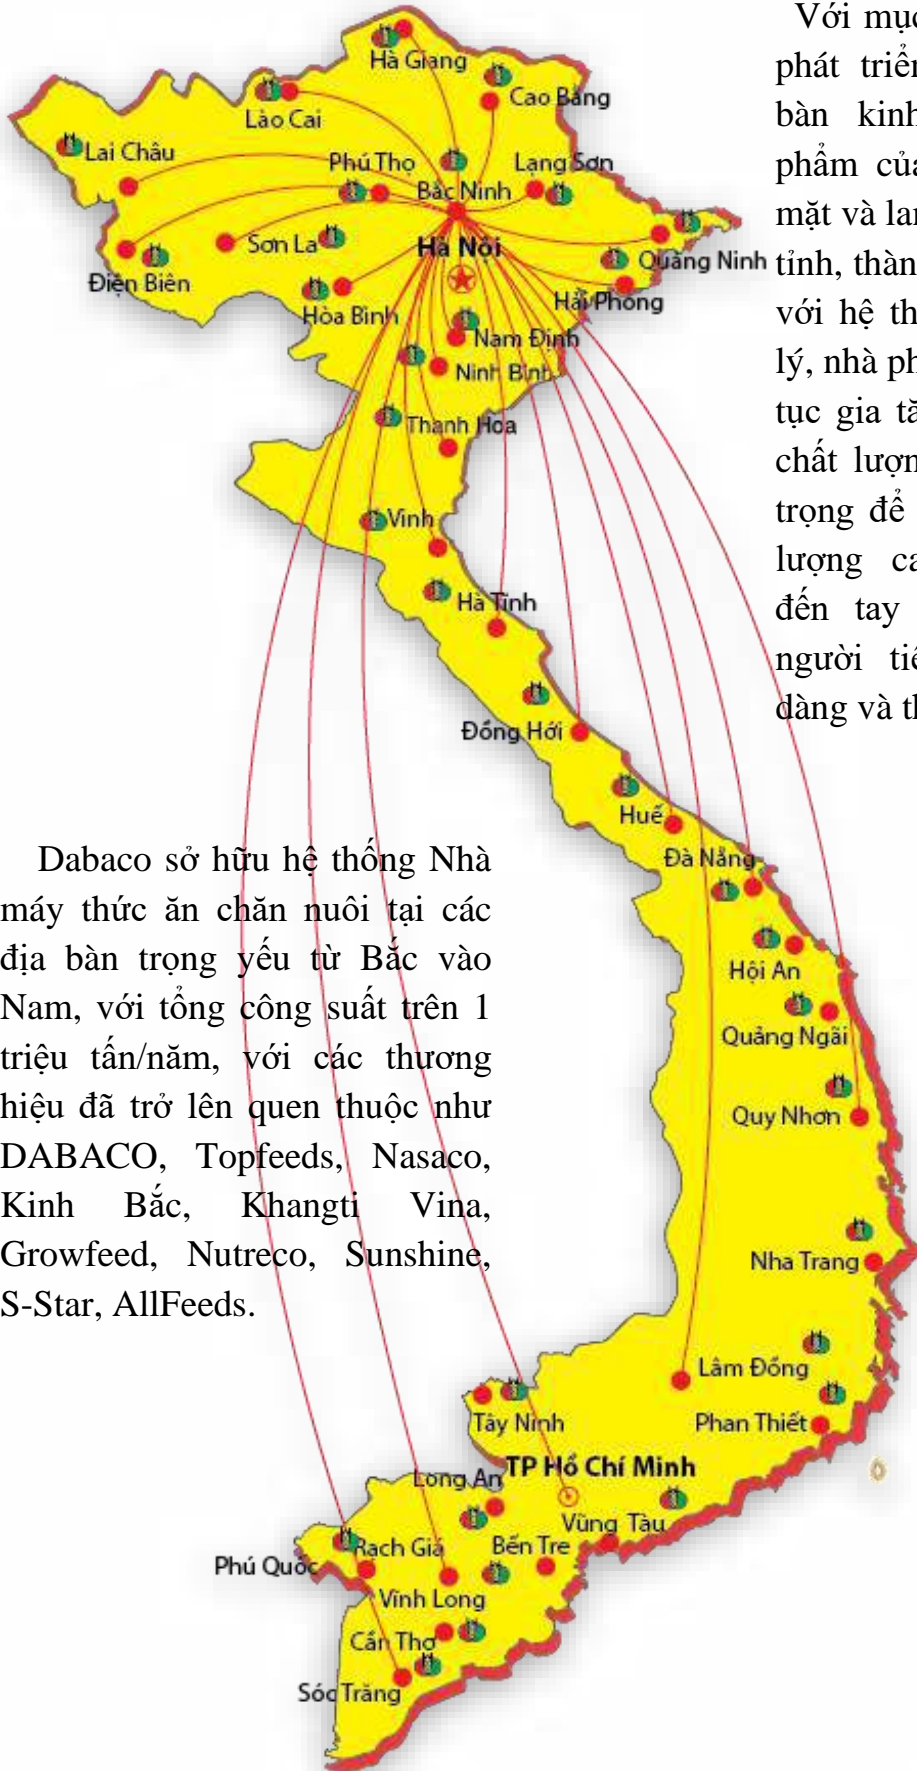 Với mục
phát triển
bàn kinh
phẩm của
mặt và lan
tỉnh, thành
với hệ th
lý, nhà ph
tục gia tă
chất lượn
trọng để
lượng ca
đến tay
người tiê
dàng và th
Hà Giang
Cao Bằng
Lào Cai
Lai Châu
Phú Thọ
Lạng Sơn
Bắc Ninh
Sơn La
Hà Nội
Quảng Ninh
Điện Biên
Hải Phòng
Hòa Bình
Nam Định
Ninh Bình
Thanh Hóa
Vinh
Hà Tĩnh
Đồng Hới
Huế
Đà Nẵng
Dabaco sở hữu hệ thống Nhà
máy thức ăn chăn nuôi tại các
địa bàn trọng yếu từ Bắc vào
Nam, với tổng công suất trên 1
triệu tấn/năm, với các thương
hiệu đã trở lên quen thuộc như
DABACO, Topfeeds, Nasaco,
Kinh Bắc, Khangti Vina,
Growfeed, Nutreco, Sunshine,
S-Star, AllFeeds.
Hội An
Quảng Ngãi
Quy Nhơn
Nha Trang
Lâm Đồng
Tây Ninh
Phan Thiết
TP Hồ Chí Minh
Long An
Vũng Tàu
Rạch Giá
Bến Tre
Phú Quốc
Vĩnh Long
Cần Thơ
Sóc Trăng